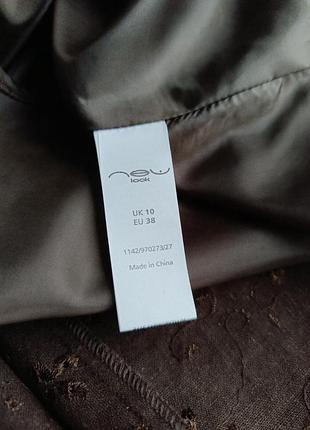 new
look
UK 10
EU 38
1142/970273/27
Made in China